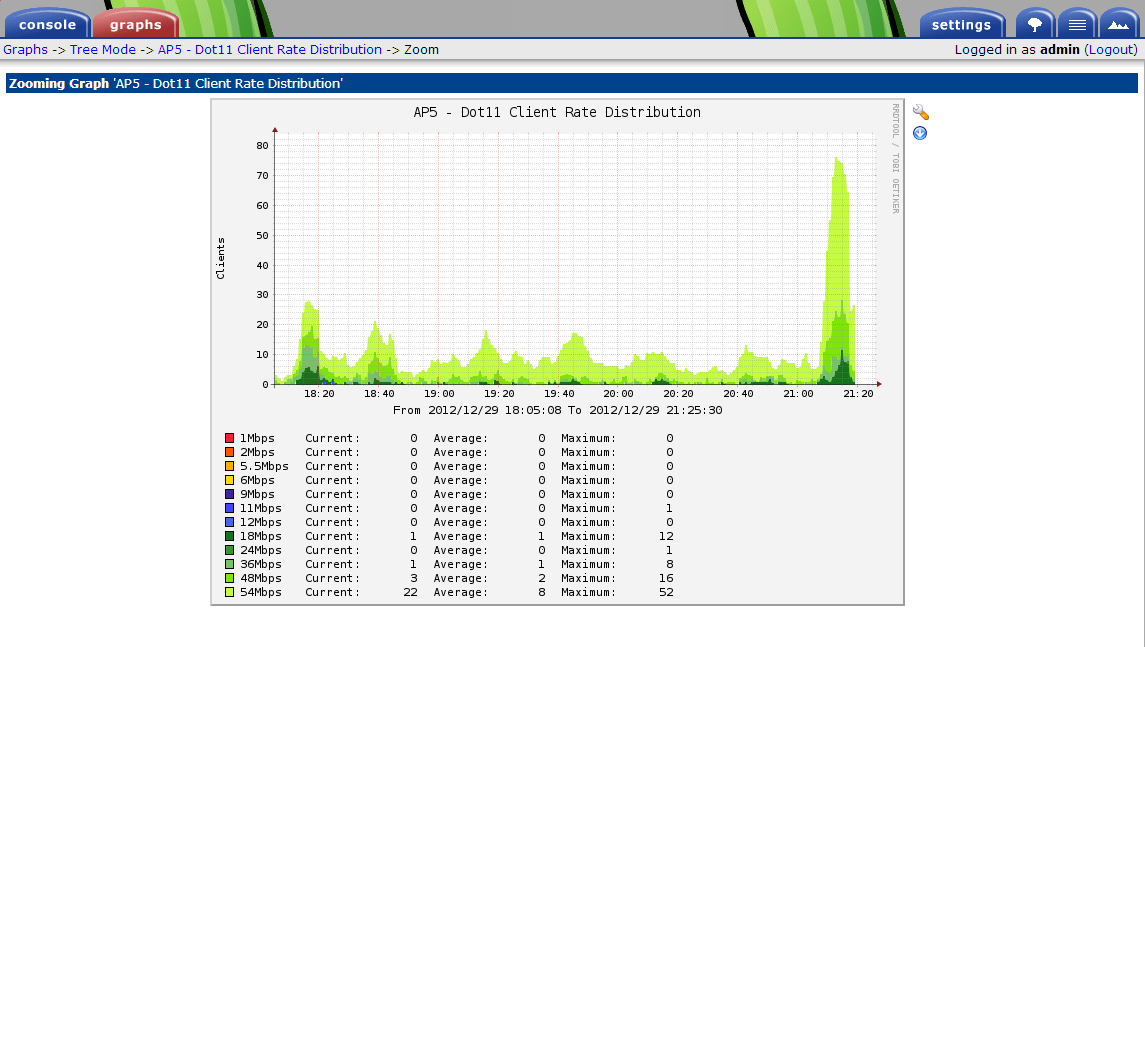 console graphs settings
Graphs -> Tree Mode -> AP5 - Dot11 Client Rate Distribution -> Zoom Logged in as admin (Logout)
Zooming Graph 'AP5 - Dot11 Client Rate Distribution'
AP5 - Dot11 Client Rate Distribution
RRDTOOL / TOBI OETIKER
Clients
80
70
60
50
40
30
20
10
0
18:20 18:40 19:00 19:20 19:40 20:00 20:20 20:40 21:00 21:20
From 2012/12/29 18:05:08 To 2012/12/29 21:25:30
1Mbps Current: 0 Average: 0 Maximum: 0
2Mbps Current: 0 Average: 0 Maximum: 0
5.5Mbps Current: 0 Average: 0 Maximum: 0
6Mbps Current: 0 Average: 0 Maximum: 0
9Mbps Current: 0 Average: 0 Maximum: 0
11Mbps Current: 0 Average: 0 Maximum: 1
12Mbps Current: 0 Average: 0 Maximum: 0
18Mbps Current: 1 Average: 1 Maximum: 12
24Mbps Current: 0 Average: 0 Maximum: 1
36Mbps Current: 1 Average: 1 Maximum: 8
48Mbps Current: 3 Average: 2 Maximum: 16
54Mbps Current: 22 Average: 8 Maximum: 52